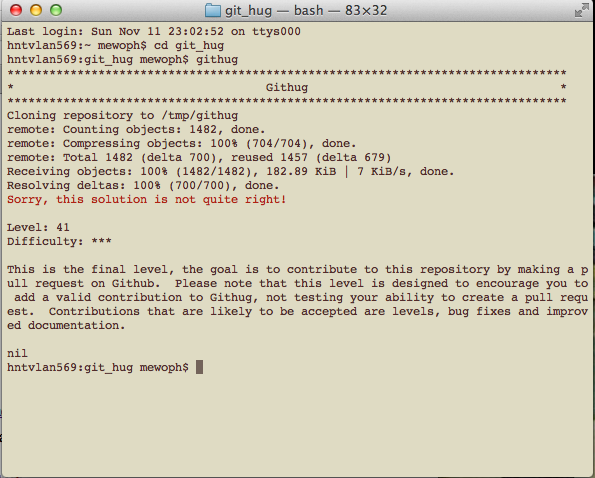 git_hug — bash — 83×32
Last login: Sun Nov 11 23:02:52 on ttys000
hntvlan569:~ mewoph$ cd git_hug
hntvlan569:git_hug mewoph$ githug
********************************************************************************
*                                    Githug                                    *
********************************************************************************
Cloning repository to /tmp/githug
remote: Counting objects: 1482, done.
remote: Compressing objects: 100% (704/704), done.
remote: Total 1482 (delta 700), reused 1457 (delta 679)
Receiving objects: 100% (1482/1482), 182.89 KiB | 7 KiB/s, done.
Resolving deltas: 100% (700/700), done.
Sorry, this solution is not quite right!
Level: 41
Difficulty: ***
This is the final level, the goal is to contribute to this repository by making a p
ull request on Github.  Please note that this level is designed to encourage you to
 add a valid contribution to Githug, not testing your ability to create a pull requ
est.  Contributions that are likely to be accepted are levels, bug fixes and improv
ed documentation.
nil
hntvlan569:git_hug mewoph$